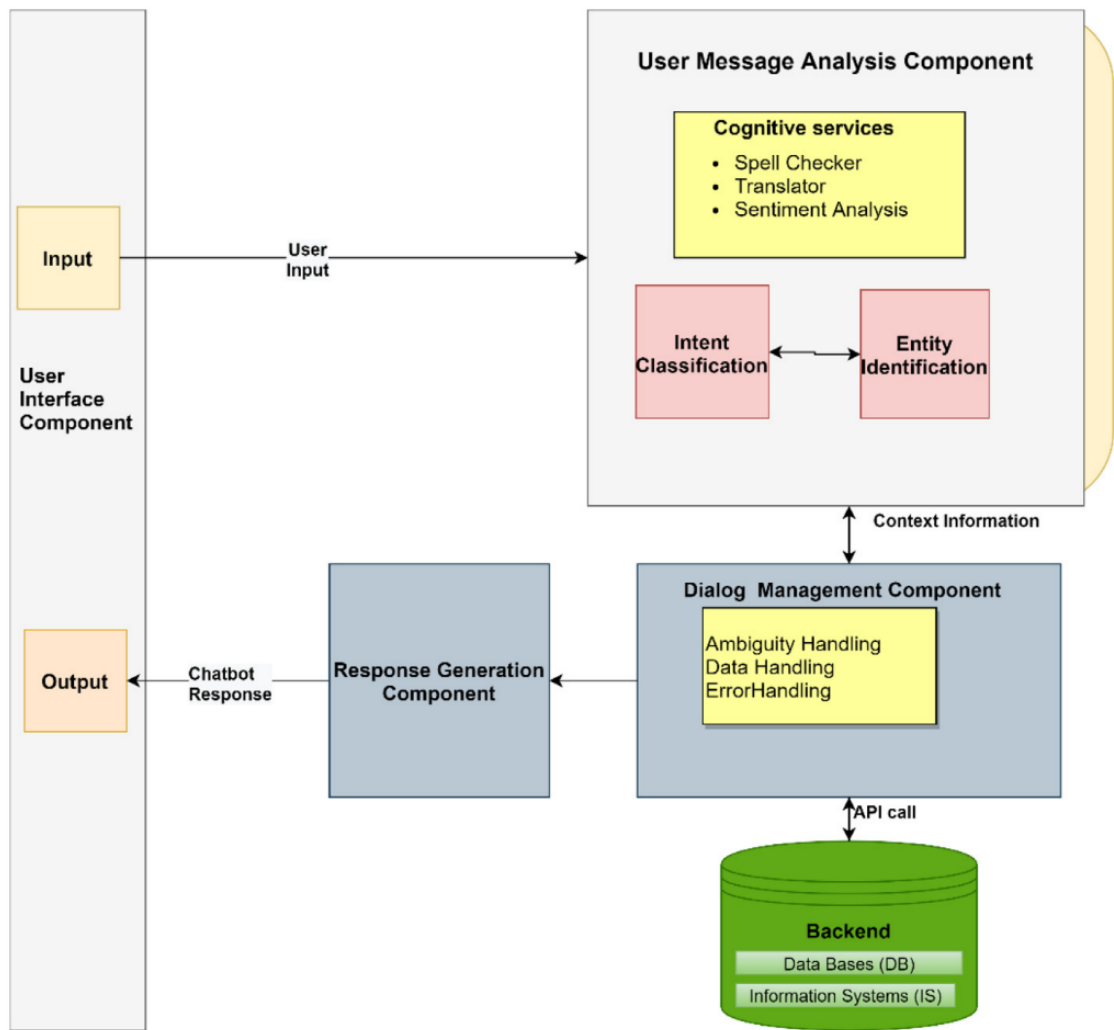 User Message Analysis Component
Cognitive services
• Spell Checker
• Translator
• Sentiment Analysis
Input
User
Input
Intent
Classification
Entity
Identification
User
Interface
Component
Context Information
Dialog Management Component
Ambiguity Handling
Data Handling
ErrorHandling
Response Generation
Component
Chatbot
Response
Output
API call
Backend
Data Bases (DB)
Information Systems (IS)